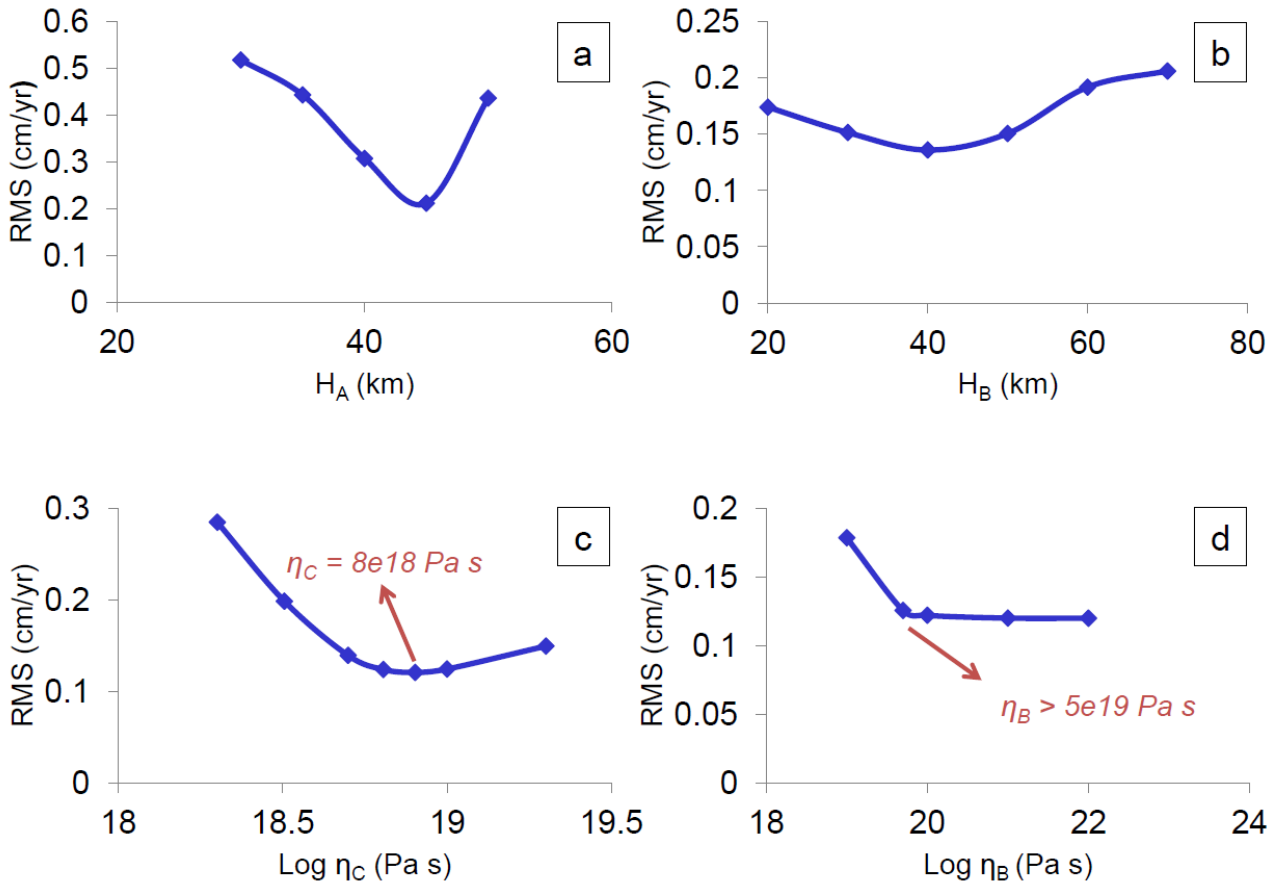 a
RMS (cm/yr)
0.6
0.5
0.4
0.3
0.2
0.1
0
20
40
60
H_A (km)
b
RMS (cm/yr)
0.25
0.2
0.15
0.1
0.05
0
20
40
60
80
H_B (km)
c
RMS (cm/yr)
0.3
0.2
0.1
0
η_C = 8e18 Pa s
18
18.5
19
19.5
Log η_C (Pa s)
d
RMS (cm/yr)
0.2
0.15
0.1
0.05
0
η_B > 5e19 Pa s
18
20
22
24
Log η_B (Pa s)